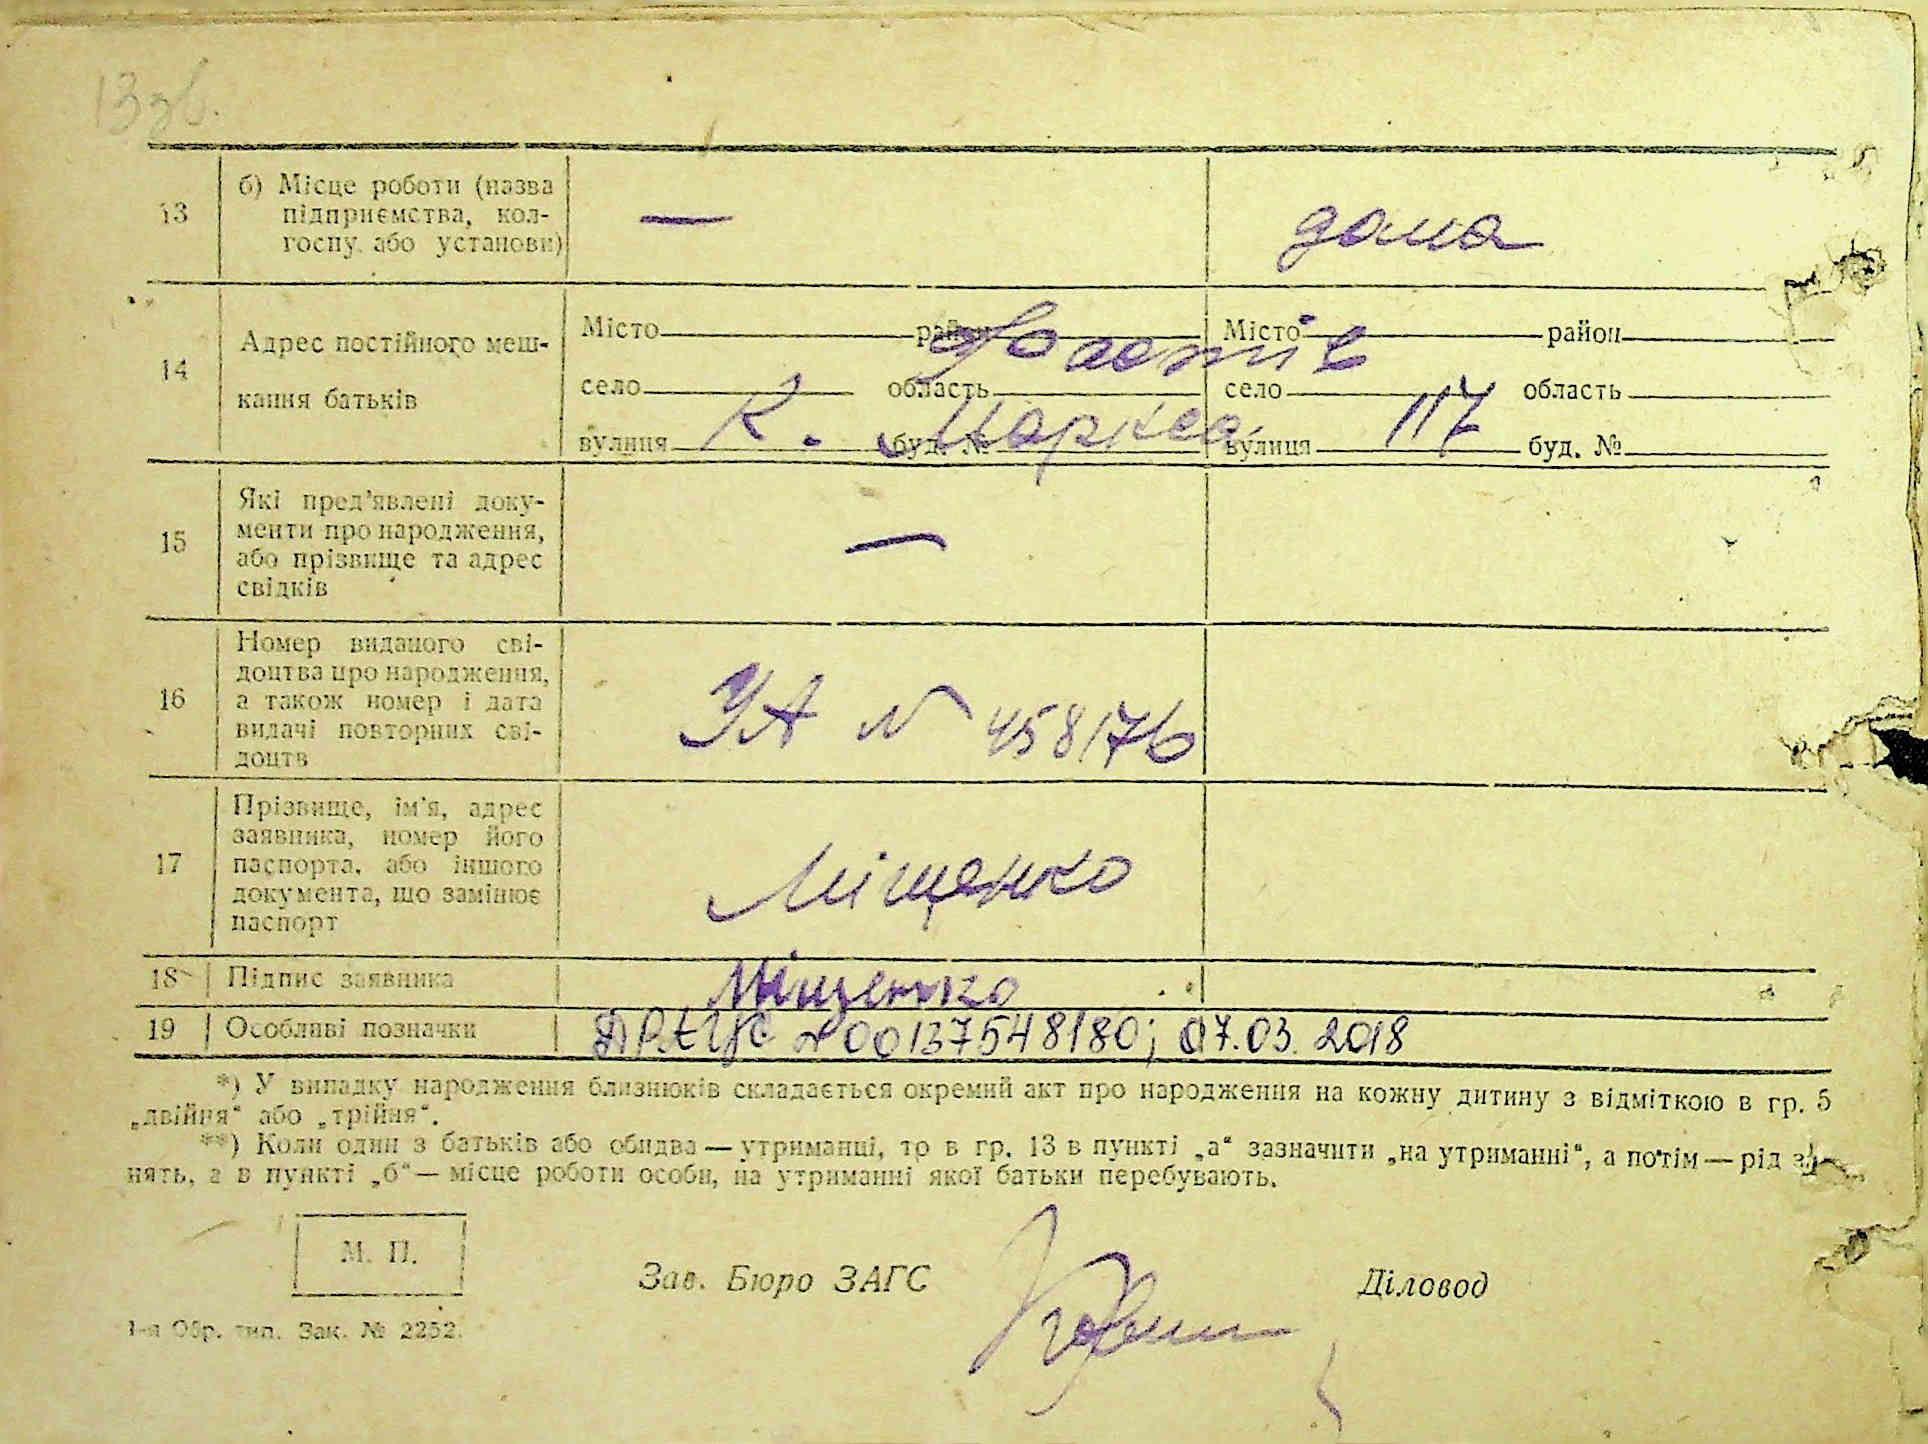 13зв.
13
б) Місце роботи (назва
підприємства, кол-
госпу або установи)
—
дома
14
Адрес постійного меш-
кання батьків
Місто район Місто район
Фастів
село область село область
К. Маркса 117
вулиця буд. № вулиця буд. №
15
Які пред'явлені доку-
менти про народження,
або прізвище та адрес
свідків
—
16
Номер виданого сві-
доцтва про народження,
а також номер і дата
видачі повторних сві-
доцтв
УА N 458176
17
Прізвище, ім'я, адрес
заявника, номер його
паспорта, або іншого
документа, що замінює
паспорт
Міщенко
18 Підпис заявника Міщенко
19 Особливі позначки ДРАЦС 00137548180; 07.03.2018
*) У випадку народження близнюків складається окремий акт про народження на кожну дитину з відміткою в гр. 5
„двійня" або „трійня".
**) Коли один з батьків або обидва — утриманці, то в гр. 13 в пункті „а" зазначити „на утриманні", а потім — рід за-
нять, а в пункті „б" — місце роботи особи, на утриманні якої батьки перебувають.
М. П.
Зав. Бюро ЗАГС Діловод
1-я Обр. тип. Зак. № 2252.